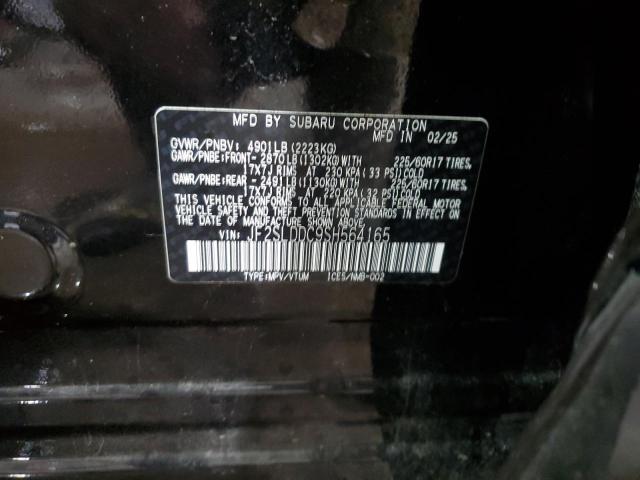 MFD BY SUBARU CORPORATION
MFD IN 02/25
GVWR/PNBV: 4901LB(2223KG)
GAWR/PNBE:FRONT- 2870LB(1302KG)WITH 225/60R17 TIRES,
17X7J RIMS AT 230 KPA( 33 PSI)COLD
GAWR/PNBE:REAR- 2491LB(1130KG)WITH 225/60R17 TIRES,
17X7J RIMS AT 220 KPA( 32 PSI)COLD
THIS VEHICLE CONFORMS TO ALL APPLICABLE FEDERAL MOTOR
VEHICLE SAFETY AND THEFT PREVENTION STANDARDS IN EFFECT ON THE
DATE OF MANUFACTURE SHOWN ABOVE.
VIN: JF2SLDDC9SH564165
TYPE:MPV/VTUM ICES/NMB-002